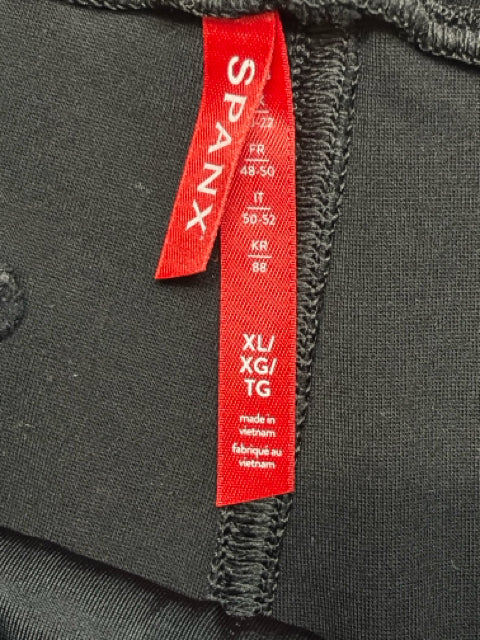 SPANX
FR
48-50
IT
50-52
KR
88
XL/
XG/
TG
made in
vietnam
fabriqué au
vietnam